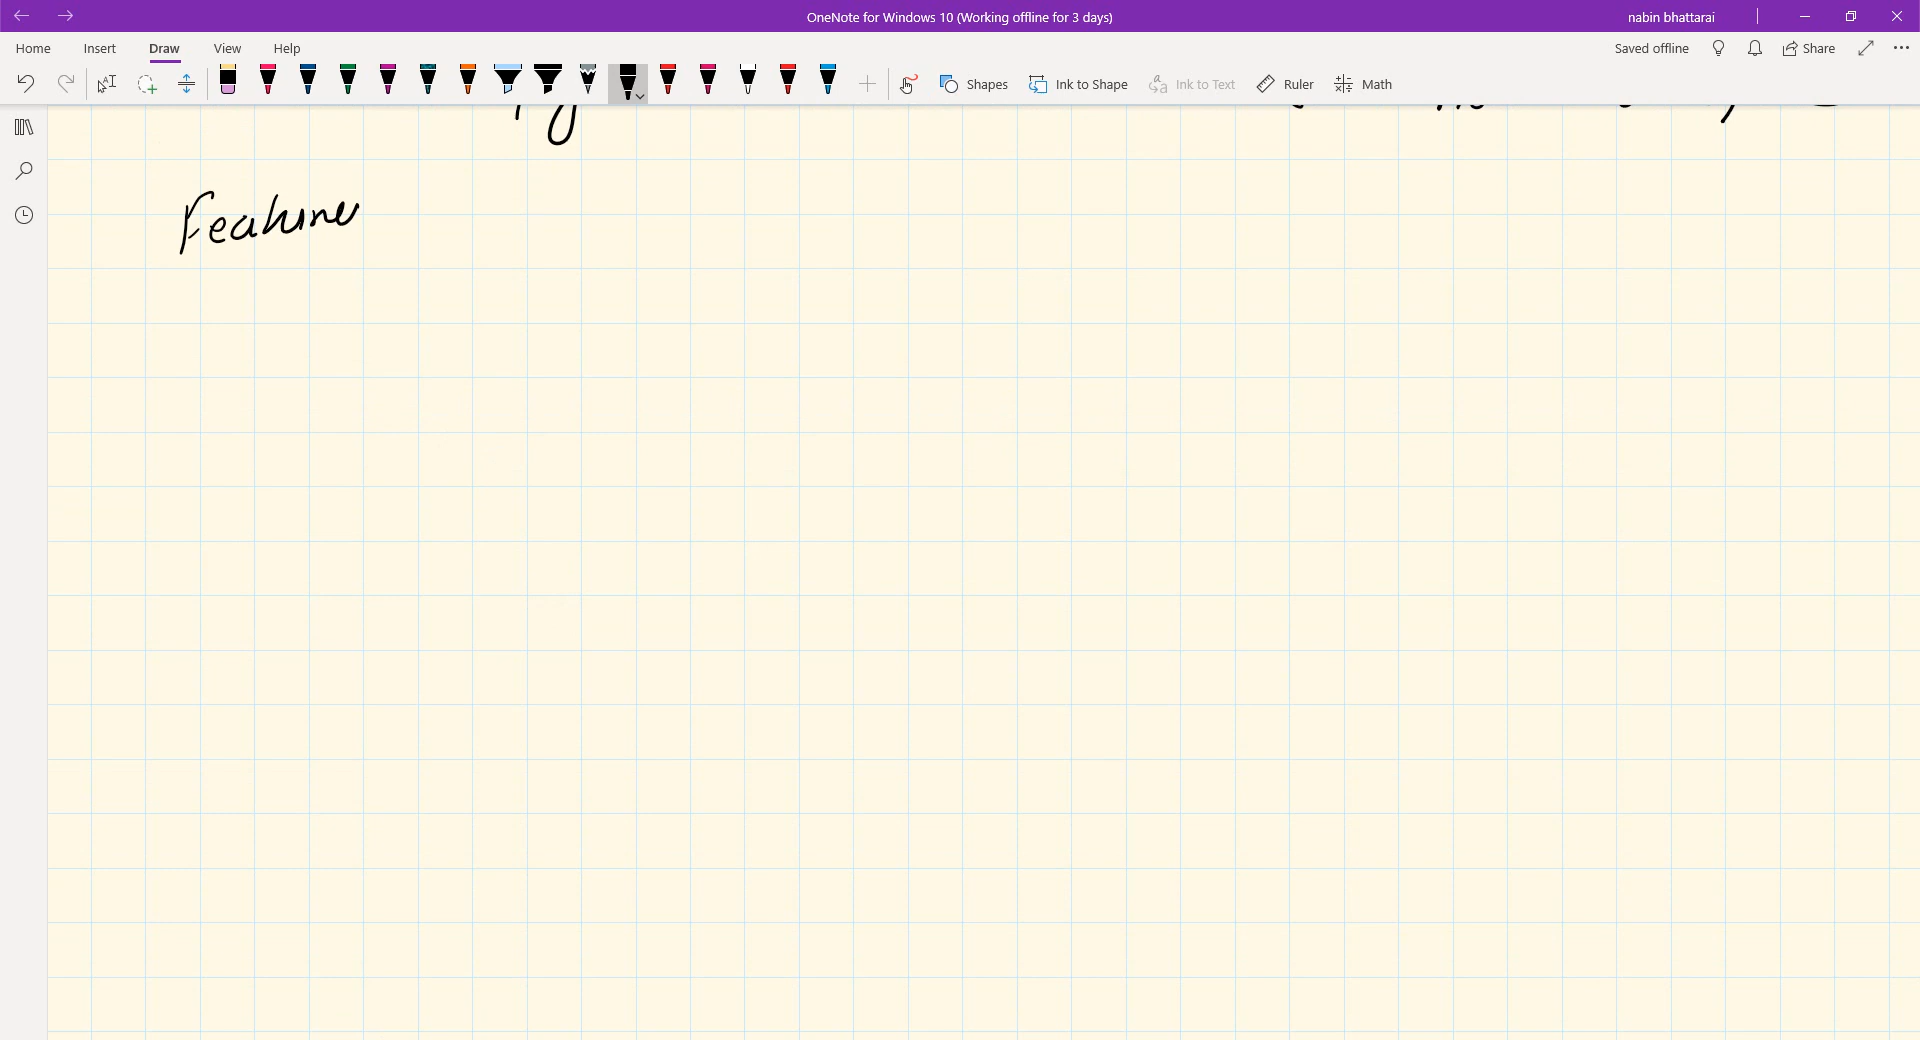 OneNote for Windows 10 (Working offline for 3 days)
nabin bhattarai
Home Insert Draw View Help
Saved offline Share
Shapes Ink to Shape Ink to Text Ruler Math
Features